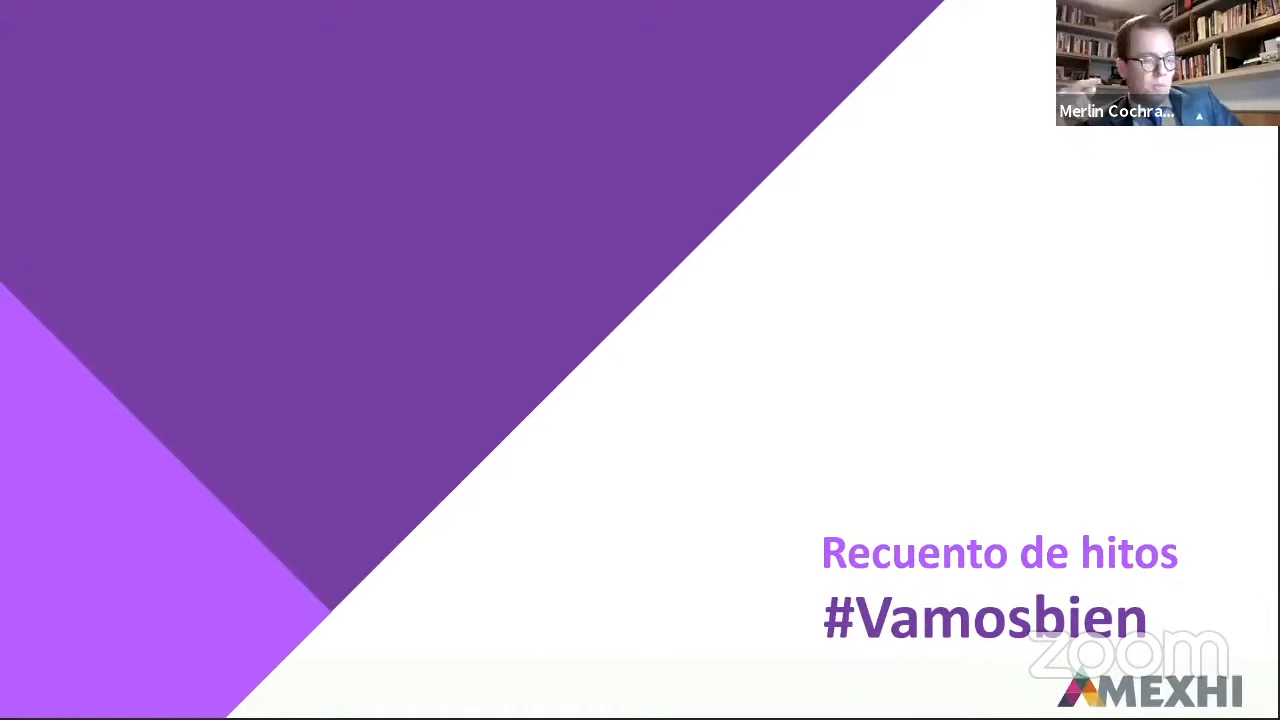 Merlin Cochra...
Recuento de hitos
#Vamosbien
zoom
AMEXHI